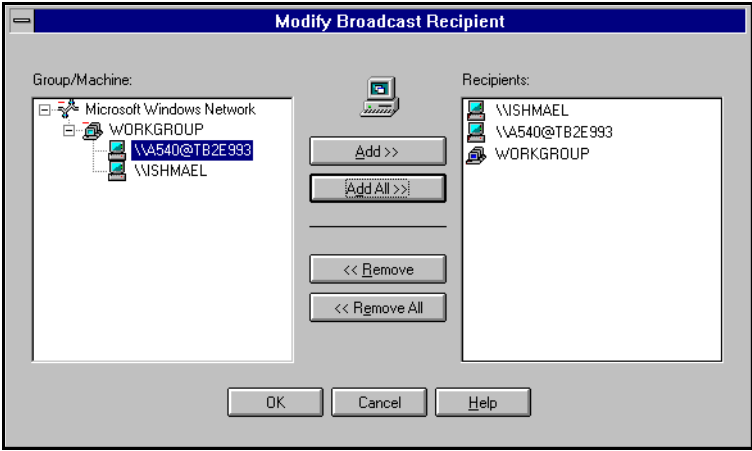 Modify Broadcast Recipient
Group/Machine:
Recipients:
Microsoft Windows Network
WORKGROUP
\\A540@TB2E993
\\ISHMAEL
Add >>
Add All >>
<< Remove
<< Remove All
\\ISHMAEL
\\A540@TB2E993
WORKGROUP
OK
Cancel
Help